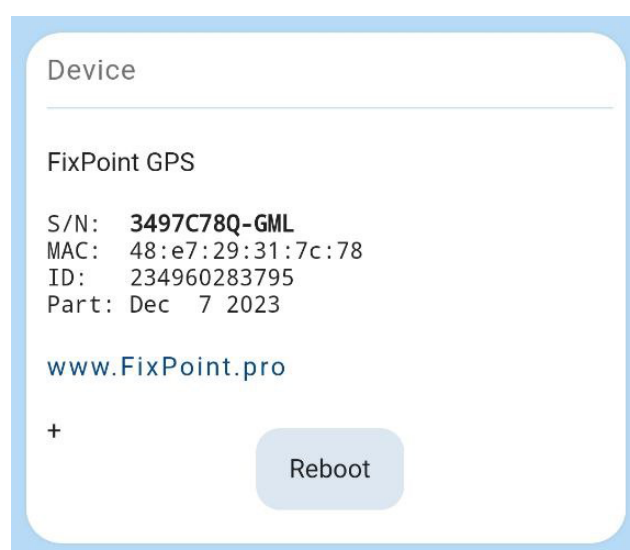 Device
FixPoint GPS
S/N: 3497C78Q-GML
MAC: 48:e7:29:31:7c:78
ID: 234960283795
Part: Dec  7 2023
www.FixPoint.pro
+
Reboot